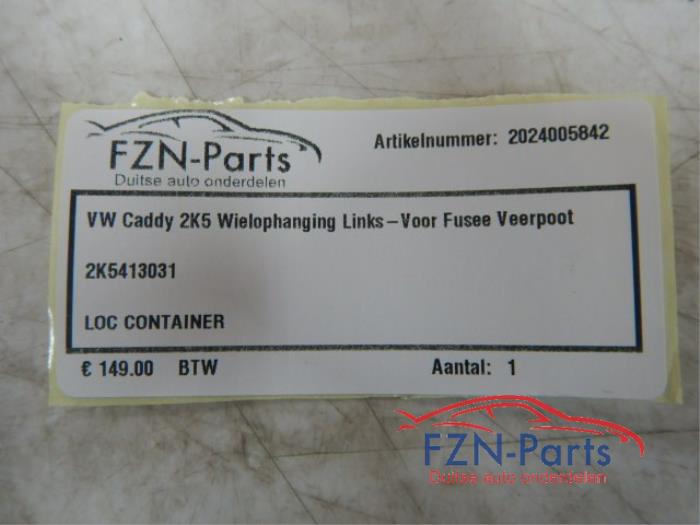 FZN-Parts
Duitse auto onderdelen
Artikelnummer: 2024005842
VW Caddy 2K5 Wielophanging Links-Voor Fusee Veerpoot
2K5413031
LOC CONTAINER
€ 149.00 BTW
Aantal: 1
FZN-Parts
Duitse auto onderdelen